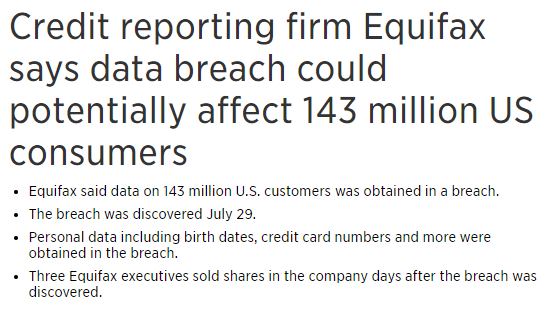 Credit reporting firm Equifax
says data breach could
potentially affect 143 million US
consumers
• Equifax said data on 143 million U.S. customers was obtained in a breach.
• The breach was discovered July 29.
• Personal data including birth dates, credit card numbers and more were
obtained in the breach.
• Three Equifax executives sold shares in the company days after the breach was
discovered.